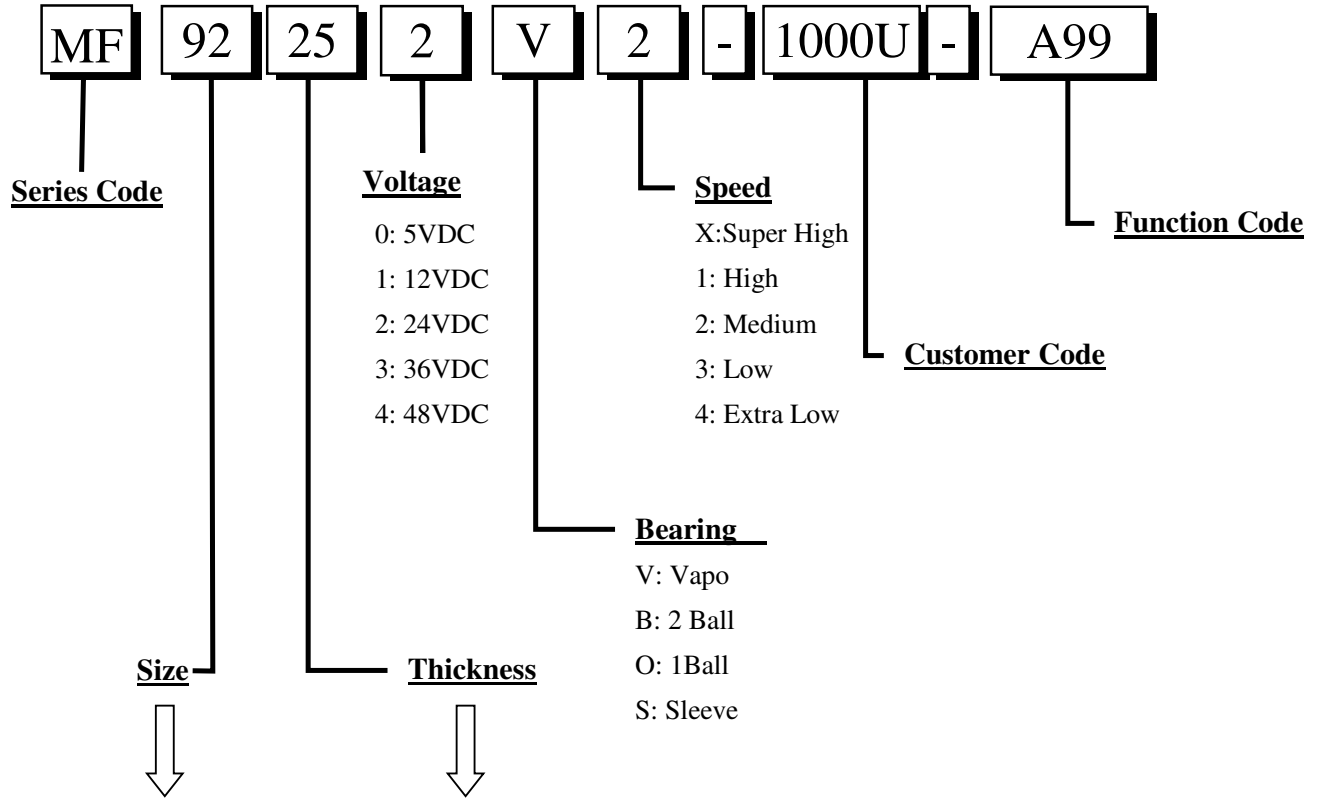 MF 92 25 2 V 2 - 1000U - A99
Series Code
Voltage
0: 5VDC
1: 12VDC
2: 24VDC
3: 36VDC
4: 48VDC
Speed
X:Super High
1: High
2: Medium
3: Low
4: Extra Low
Function Code
Customer Code
Bearing
V: Vapo
B: 2 Ball
O: 1Ball
S: Sleeve
Size
Thickness